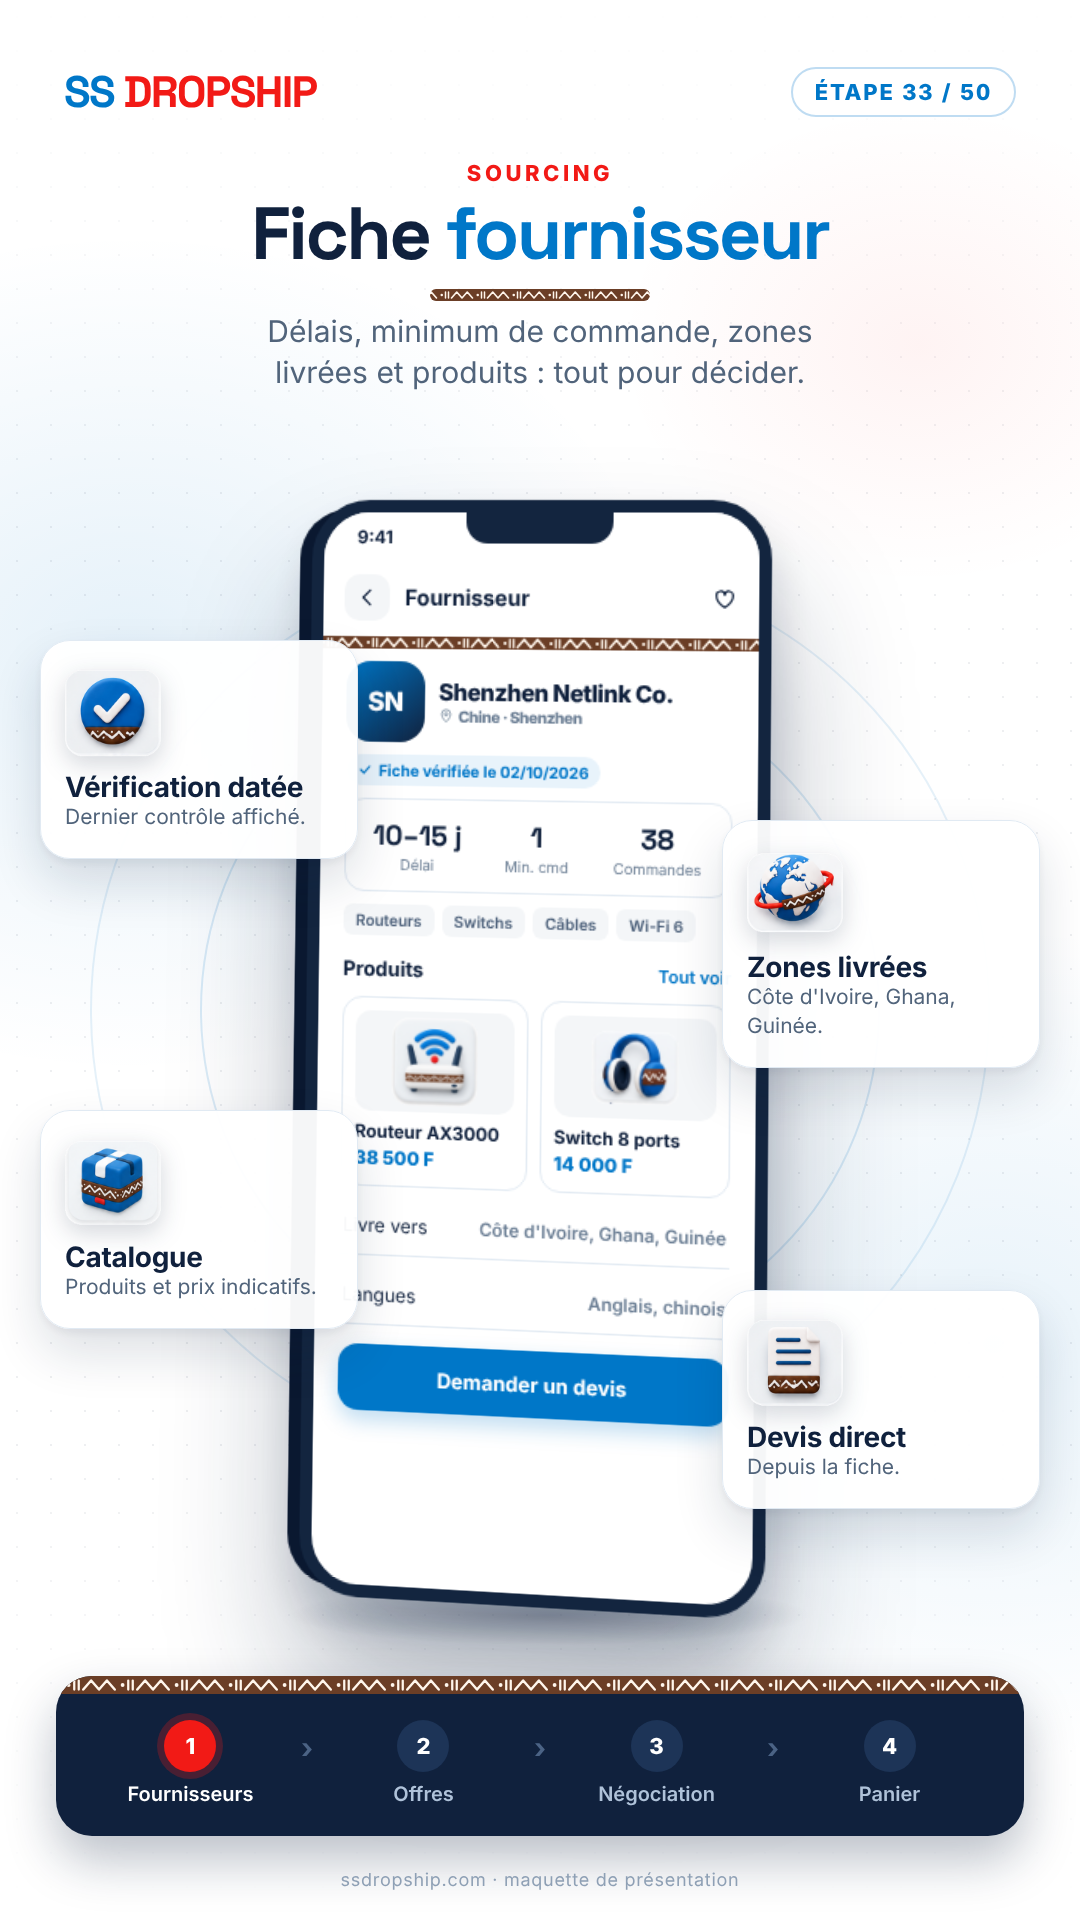 SS DROPSHIP
ÉTAPE 33 / 50
SOURCING
Fiche fournisseur
Délais, minimum de commande, zones
livrées et produits : tout pour décider.
9:41
Fournisseur
SN
Shenzhen Netlink Co.
Chine · Shenzhen
Fiche vérifiée le 02/10/2026
10–15 j
Délai
1
Min. cmd
38
Commandes
Routeurs
Switchs
Câbles
Wi-Fi 6
Produits
Tout voi
Routeur AX3000
38 500 F
Switch 8 ports
14 000 F
ivre vers
Côte d'Ivoire, Ghana, Guinée
angues
Anglais, chinois
Demander un devis
Vérification datée
Dernier contrôle affiché.
Zones livrées
Côte d'Ivoire, Ghana,
Guinée.
Catalogue
Produits et prix indicatifs.
Devis direct
Depuis la fiche.
1
Fournisseurs
›
2
Offres
›
3
Négociation
›
4
Panier
ssdropship.com · maquette de présentation